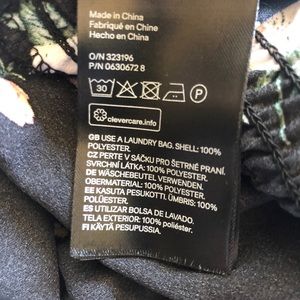 Made in China
Fabriqué en Chine
Hecho en China
O/N 323196
P/N 0630672 8
30 P
clevercare.info
GB USE A LAUNDRY BAG. SHELL: 100%
POLYESTER.
CZ PERTE V SÁČKU PRO ŠETRNÉ PRANÍ.
SVRCHNÍ LÁTKA: 100% POLYESTER.
DE WÄSCHEBEUTEL VERWENDEN.
OBERMATERIAL: 100% POLYESTER.
EE KASUTA PESUKOTTI. ÜMBRIS: 100%
POLÜESTER.
ES UTILIZAR BOLSA DE LAVADO.
TELA EXTERIOR: 100% poliéster.
FI KÄYTÄ PESUPUSSIA